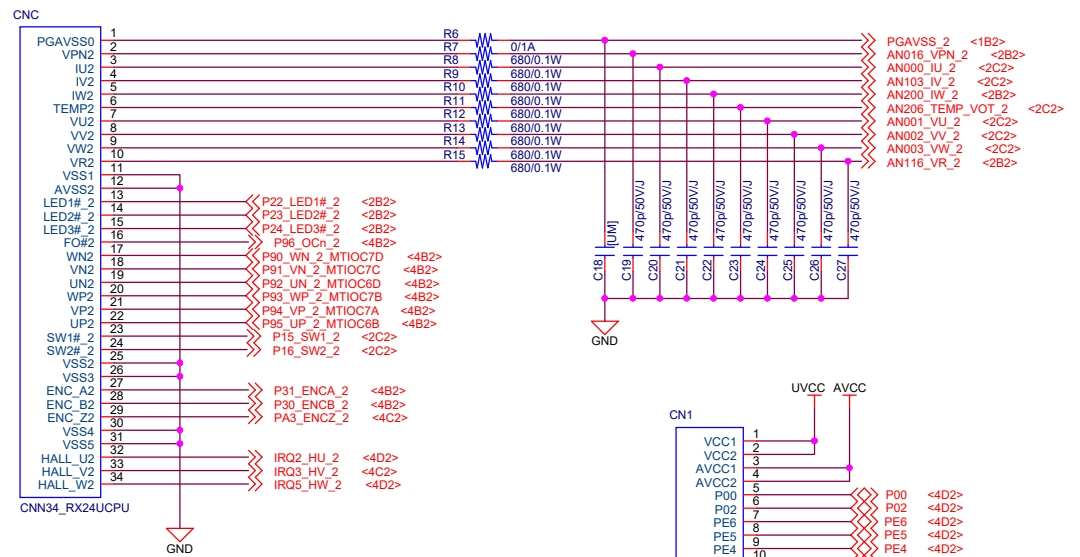 CNC
PGAVSS0 1 R6 0/1A PGAVSS_2 <1B2>
VPN2 2 R7 680/0.1W AN016_VPN_2 <2B2>
IU2 3 R8 680/0.1W AN000_IU_2 <2C2>
IV2 4 R9 680/0.1W AN103_IV_2 <2C2>
IW2 5 R10 680/0.1W AN200_IW_2 <2B2>
TEMP2 6 R11 680/0.1W AN206_TEMP_VOT_2 <2C2>
VU2 7 R12 680/0.1W AN001_VU_2 <2C2>
VV2 8 R13 680/0.1W AN002_VV_2 <2C2>
VW2 9 R14 680/0.1W AN003_VW_2 <2C2>
VR2 10 R15 680/0.1W AN116_VR_2 <2B2>
VSS1 11
AVSS2 12
LED1#_2 13 P22_LED1#_2 <2B2>
LED2#_2 14 P23_LED2#_2 <2B2>
LED3#_2 15 P24_LED3#_2 <2B2>
FO#2 16 P96_OCn_2 <4B2>
WN2 17 P90_WN_2_MTIOC7D <4B2>
VN2 18 P91_VN_2_MTIOC7C <4B2>
UN2 19 P92_UN_2_MTIOC6D <4B2>
WP2 20 P93_WP_2_MTIOC7B <4B2>
VP2 21 P94_VP_2_MTIOC7A <4B2>
UP2 22 P95_UP_2_MTIOC6B <4B2>
SW1#_2 23 P15_SW1_2 <2C2>
SW2#_2 24 P16_SW2_2 <2C2>
VSS2 25
VSS3 26
ENC_A2 27 P31_ENCA_2 <4B2>
ENC_B2 28 P30_ENCB_2 <4B2>
ENC_Z2 29 PA3_ENCZ_2 <4C2>
VSS4 30
VSS5 31
HALL_U2 32 IRQ2_HU_2 <4D2>
HALL_V2 33 IRQ3_HV_2 <4C2>
HALL_W2 34 IRQ5_HW_2 <4D2>
CNN34_RX24UCPU
GND
C18 [UM]
C19 470p/50V/J
C20 470p/50V/J
C21 470p/50V/J
C22 470p/50V/J
C23 470p/50V/J
C24 470p/50V/J
C25 470p/50V/J
C26 470p/50V/J
C27 470p/50V/J
GND
UVCC AVCC
CN1
VCC1 1
VCC2 2
AVCC1 3
AVCC2 4
P00 5 P00 <4D2>
P02 6 P02 <4D2>
PE6 7 PE6 <4D2>
PE5 8 PE5 <4D2>
PE4 9 PE4 <4D2>
10